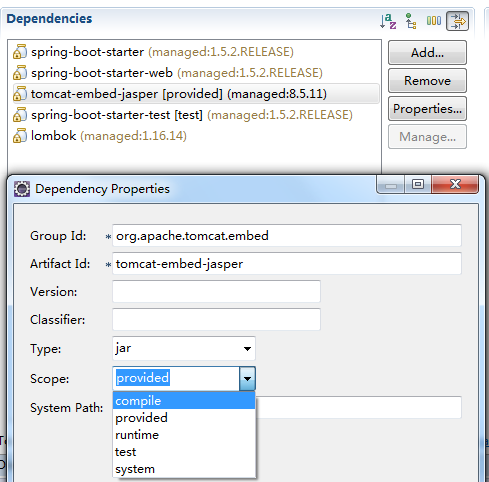 Dependencies
spring-boot-starter (managed:1.5.2.RELEASE)
spring-boot-starter-web (managed:1.5.2.RELEASE)
tomcat-embed-jasper [provided] (managed:8.5.11)
spring-boot-starter-test [test] (managed:1.5.2.RELEASE)
lombok (managed:1.16.14)
Add...
Remove
Properties...
Manage...
Dependency Properties
Group Id: *org.apache.tomcat.embed
Artifact Id: *tomcat-embed-jasper
Version:
Classifier:
Type: jar
Scope: provided
System Path:
compile
provided
runtime
test
system